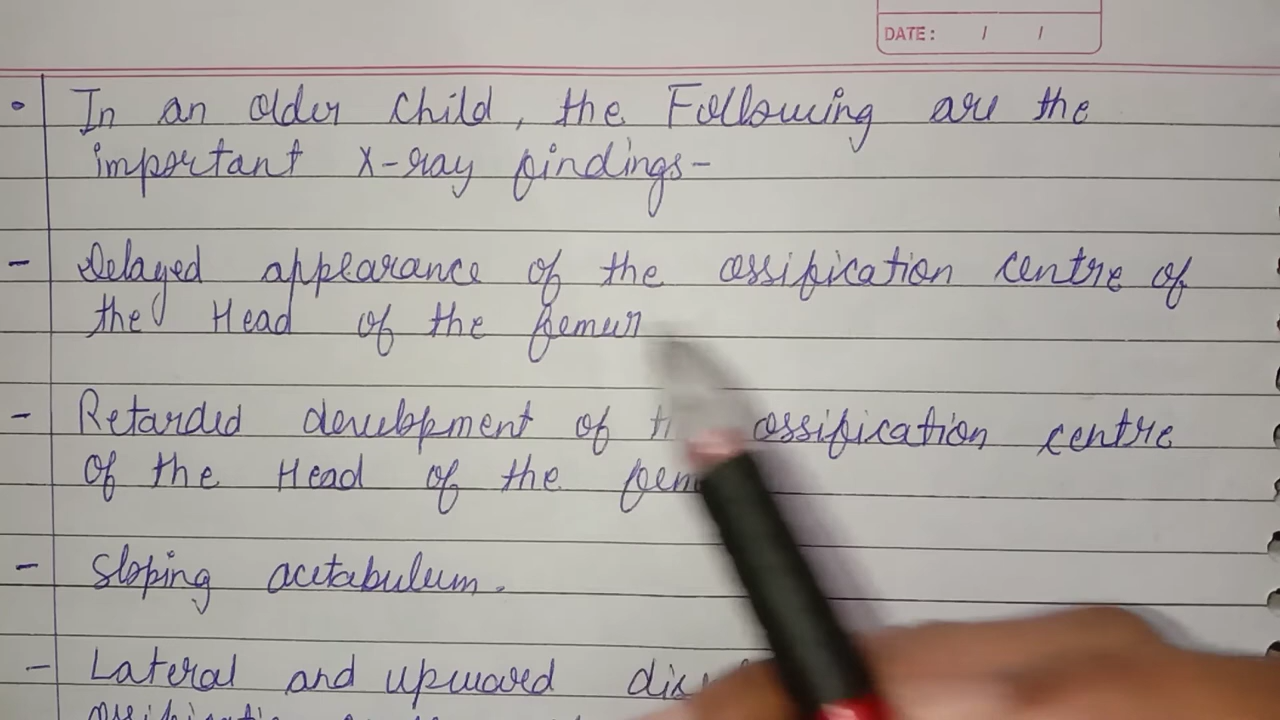 DATE: / /
• In an older child, the Following are the
important X-ray findings-
- Delayed appearance of the ossification centre of
the Head of the femur
- Retarded development of ossification centre
of the Head of the
- Sloping acetabulum.
- Lateral and upward